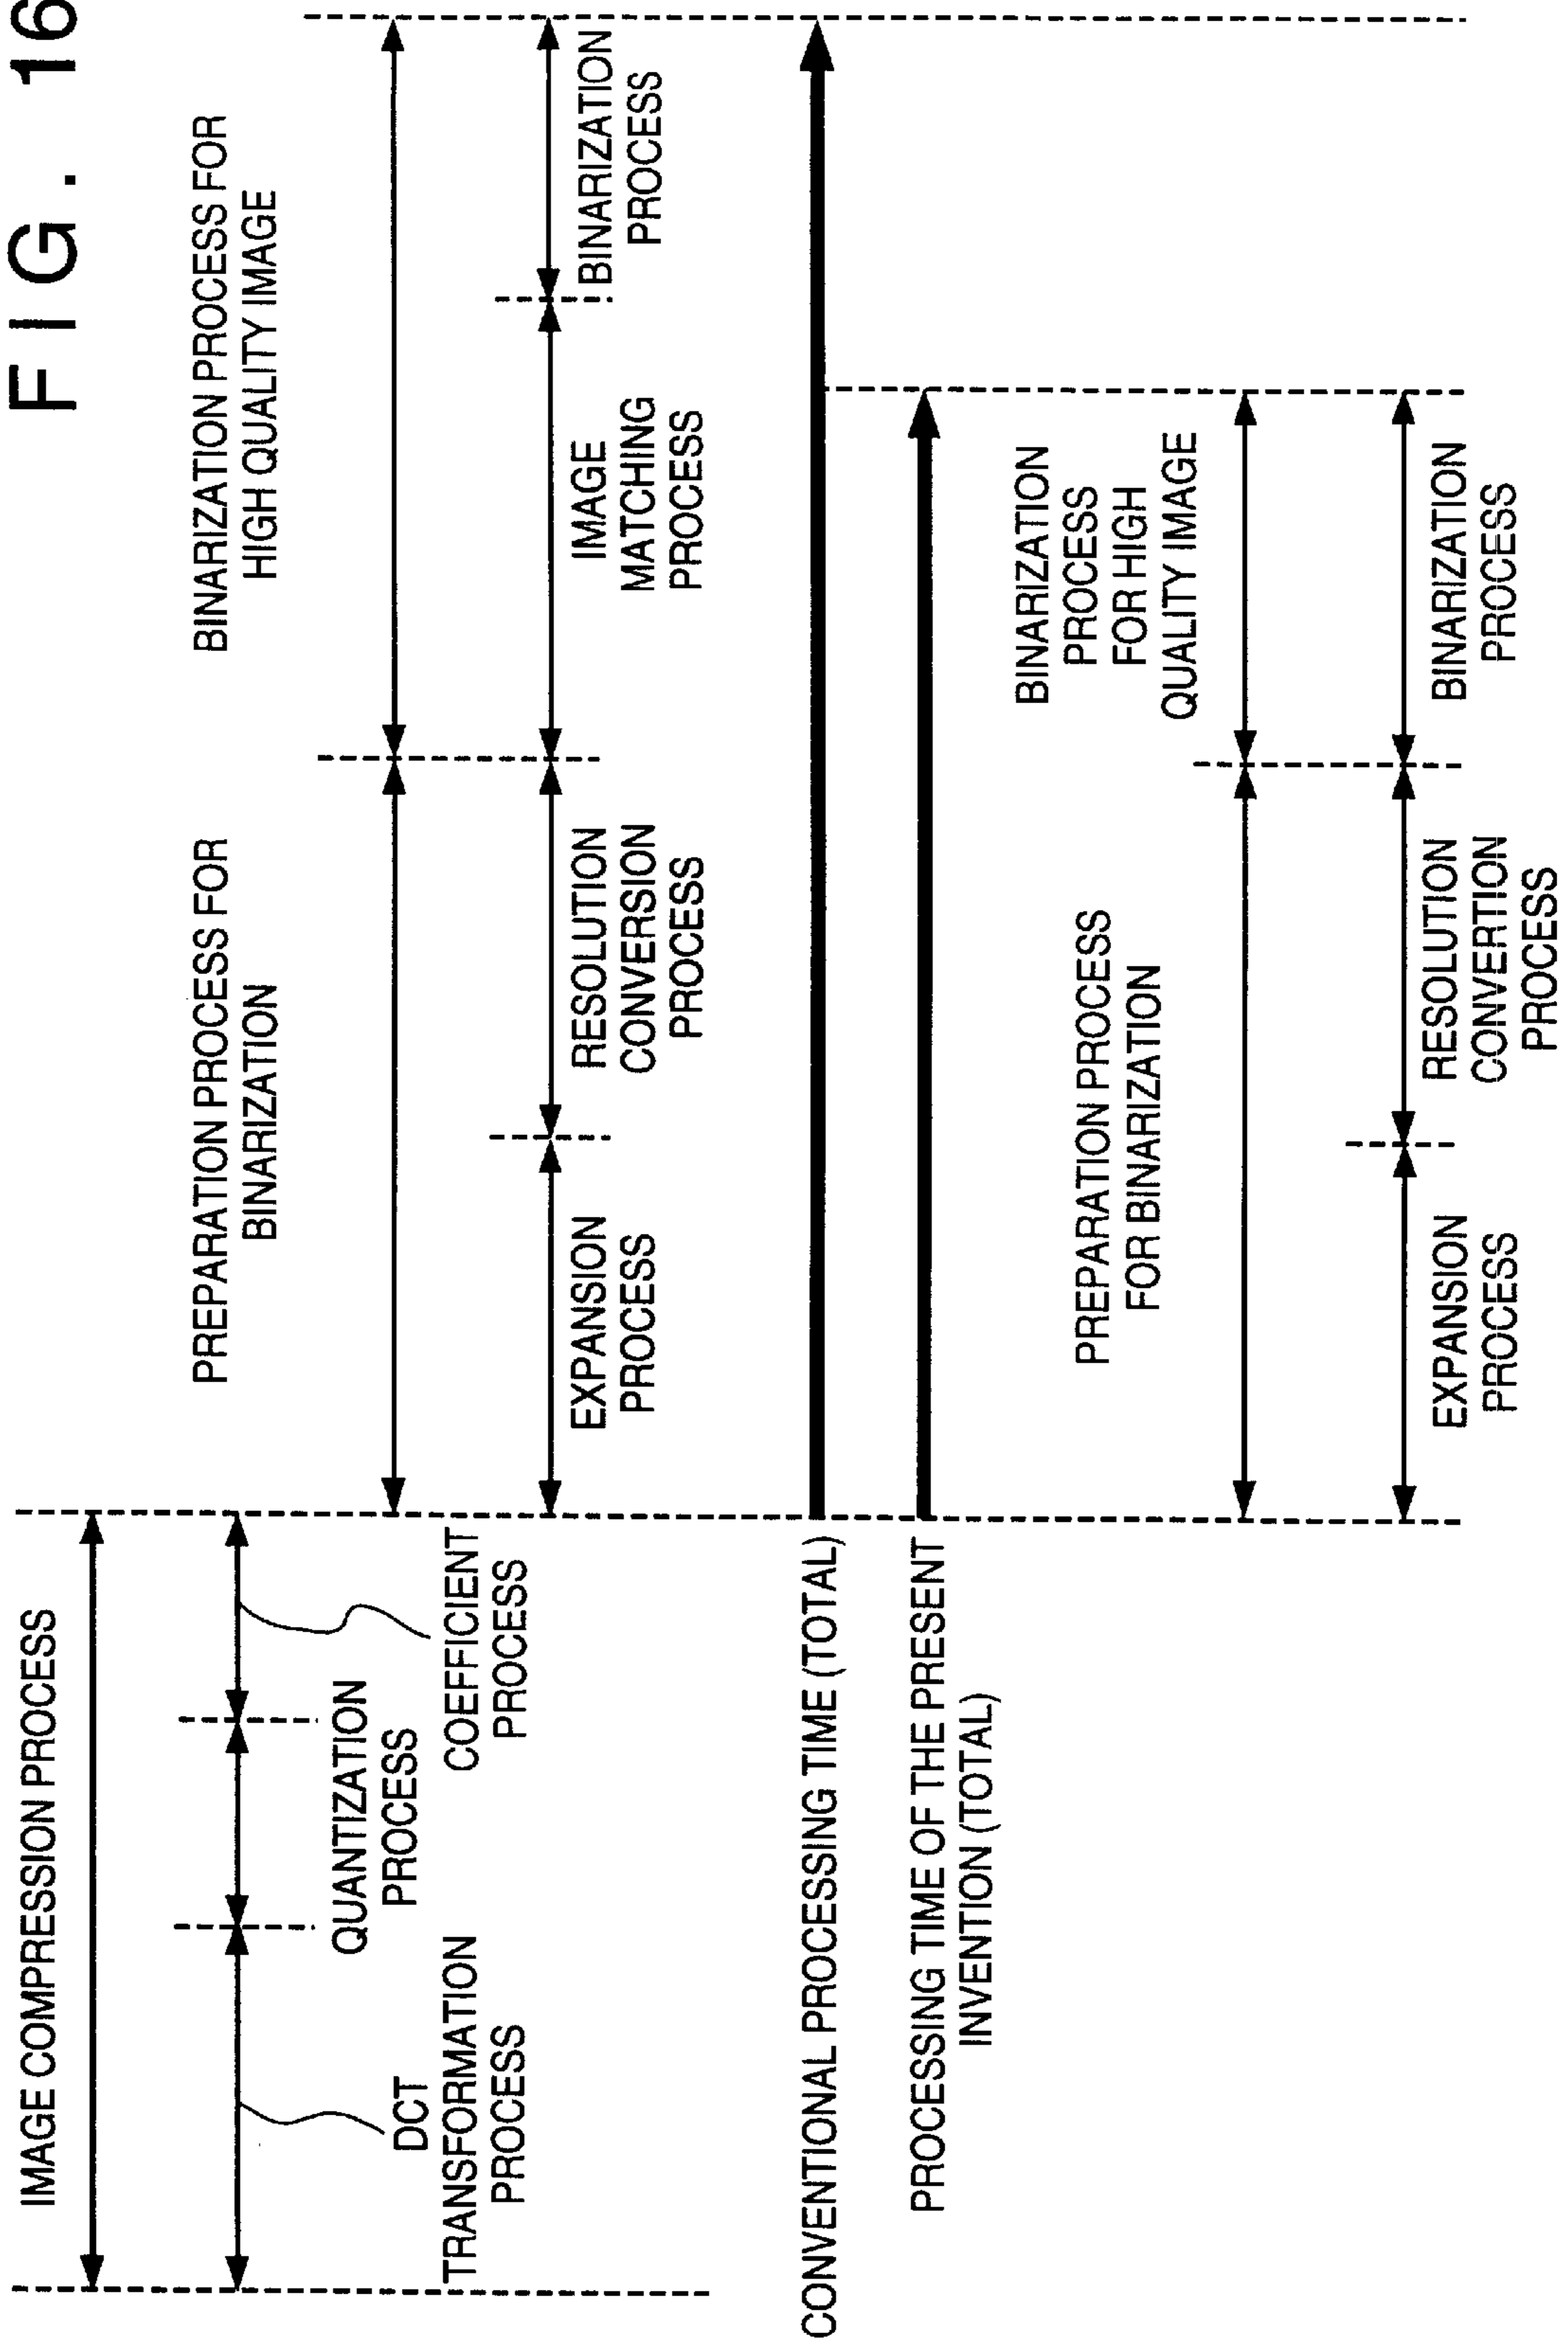 FIG. 16
IMAGE COMPRESSION PROCESS
DCT
TRANSFORMATION
PROCESS
QUANTIZATION
PROCESS
COEFFICIENT
PROCESS
PREPARATION PROCESS FOR
BINARIZATION
BINARIZATION PROCESS FOR
HIGH QUALITY IMAGE
EXPANSION
PROCESS
RESOLUTION
CONVERSION
PROCESS
IMAGE
MATCHING
PROCESS
BINARIZATION
PROCESS
CONVENTIONAL PROCESSING TIME (TOTAL)
PROCESSING TIME OF THE PRESENT
INVENTION (TOTAL)
PREPARATION PROCESS
FOR BINARIZATION
BINARIZATION
PROCESS
FOR HIGH
QUALITY IMAGE
EXPANSION
PROCESS
RESOLUTION
CONVERTION
PROCESS
BINARIZATION
PROCESS